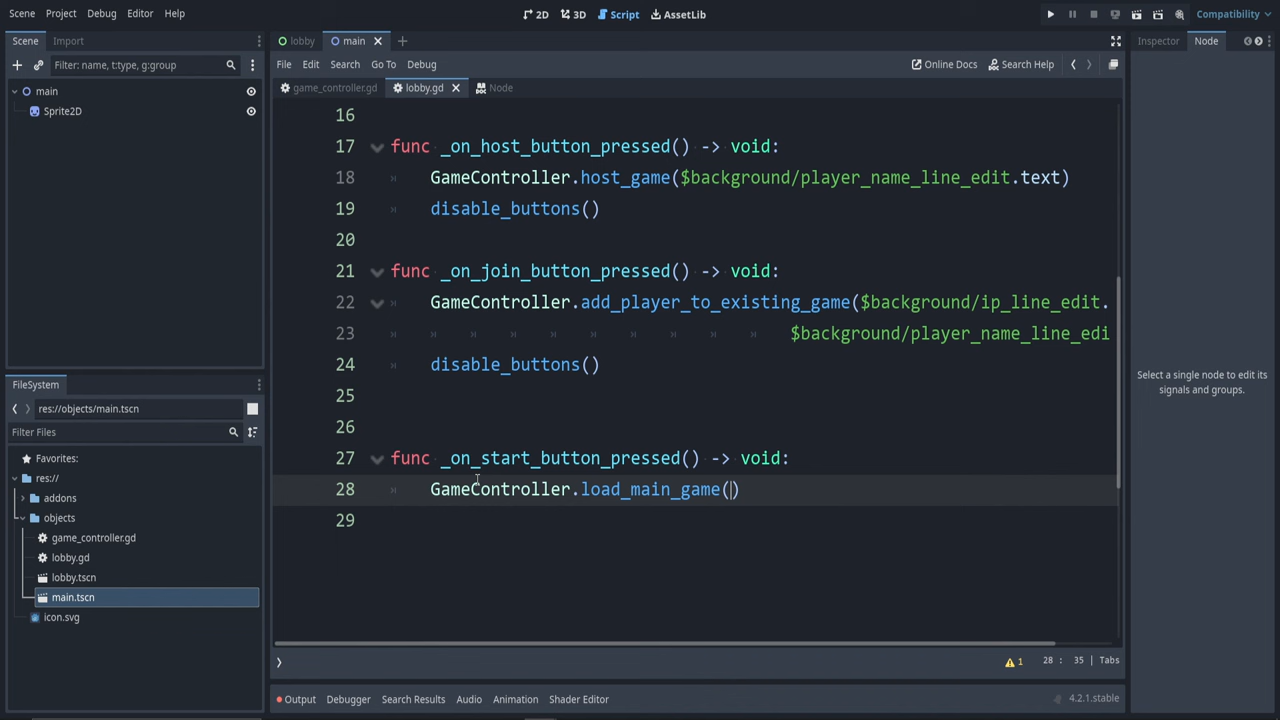 Scene Project Debug Editor Help 2D 3D Script AssetLib Compatibility
Scene Import lobby main Inspector Node
Filter: name, t:type, g:group File Edit Search Go To Debug Online Docs Search Help
main game_controller.gd lobby.gd Node
Sprite2D
16
17 func _on_host_button_pressed() -> void:
18 GameController.host_game($background/player_name_line_edit.text)
19 disable_buttons()
20
21 func _on_join_button_pressed() -> void:
22 GameController.add_player_to_existing_game($background/ip_line_edit.
23 $background/player_name_line_edi
24 disable_buttons()
25
26
27 func _on_start_button_pressed() -> void:
28 GameController.load_main_game()
29
FileSystem
res://objects/main.tscn
Filter Files
Favorites:
res://
addons
objects
game_controller.gd
lobby.gd
lobby.tscn
main.tscn
icon.svg
Select a single node to edit its
signals and groups.
1 28 : 35 Tabs
Output Debugger Search Results Audio Animation Shader Editor 4.2.1.stable